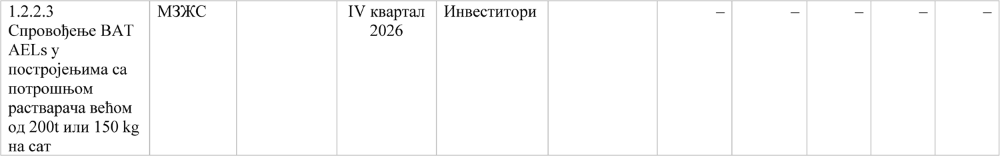 1.2.2.3 МЗЖС IV квартал Инвеститори – – – – –
Спровођење BAT 2026
AELs у
постројењима са
потрошњом
растварача већом
од 200t или 150 kg
на сат